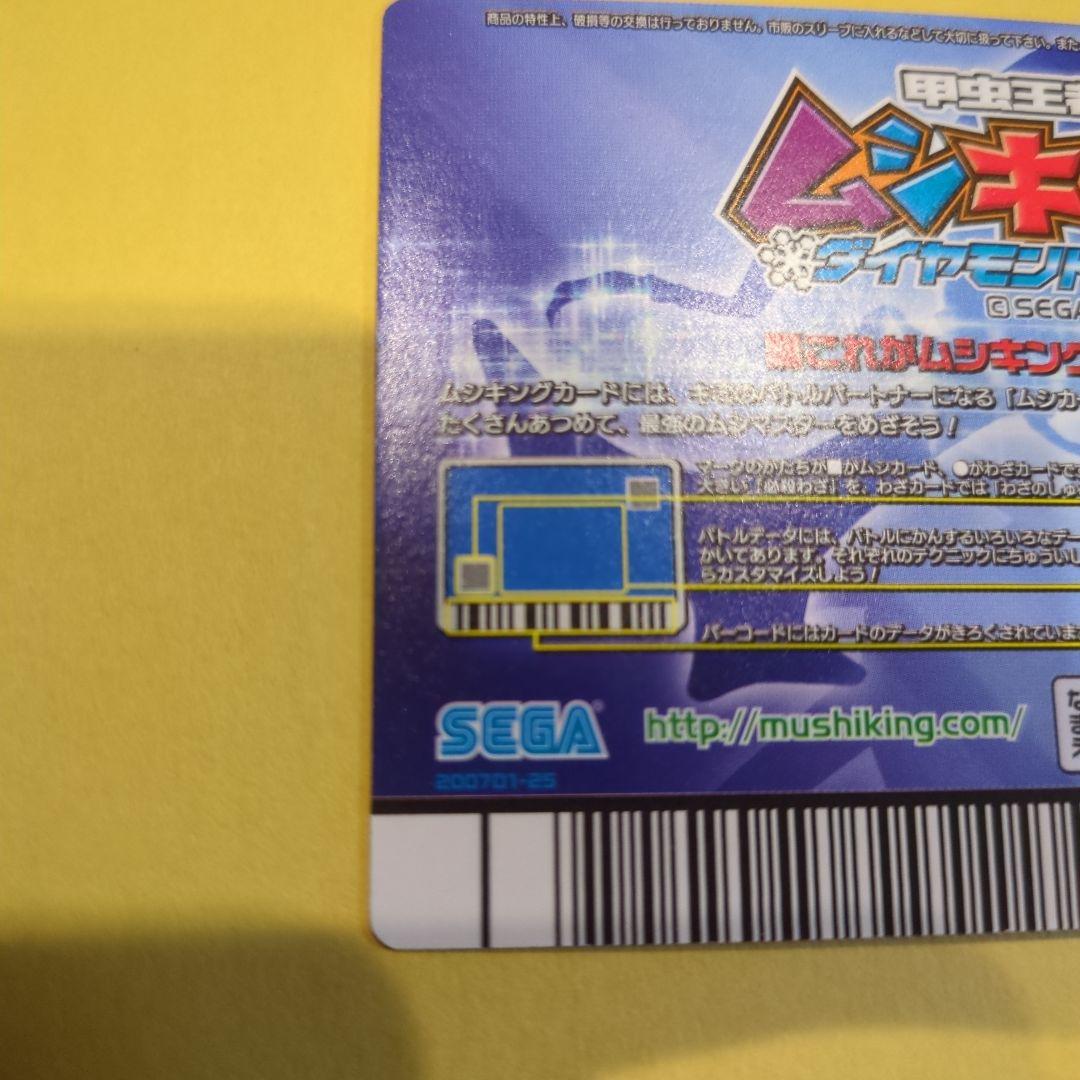 商品の特性上、破損等の交換は行っておりません。市販のスリーブに入れるなどして大切に扱って下さい。また
甲虫王者
ムシキ
ダイヤモンド
©SEGA
これがムシキング
ムシキングカードには、キミのバトルパートナーになる「ムシカー
たくさんあつめて、最強のムシマスターをめざそう！
マークのかたちが■がムシカード、●がわざカードです
大きい「必殺わざ」を、わざカードでは「わざのしゅ
バトルデータには、バトルにかんするいろいろなデー
かいてあります。それぞれのテクニックにちゅういし
らカスタマイズしよう！
バーコードにはカードのデータがきろくされていま
なまえ
SEGA®
http://mushiking.com/
200701-25